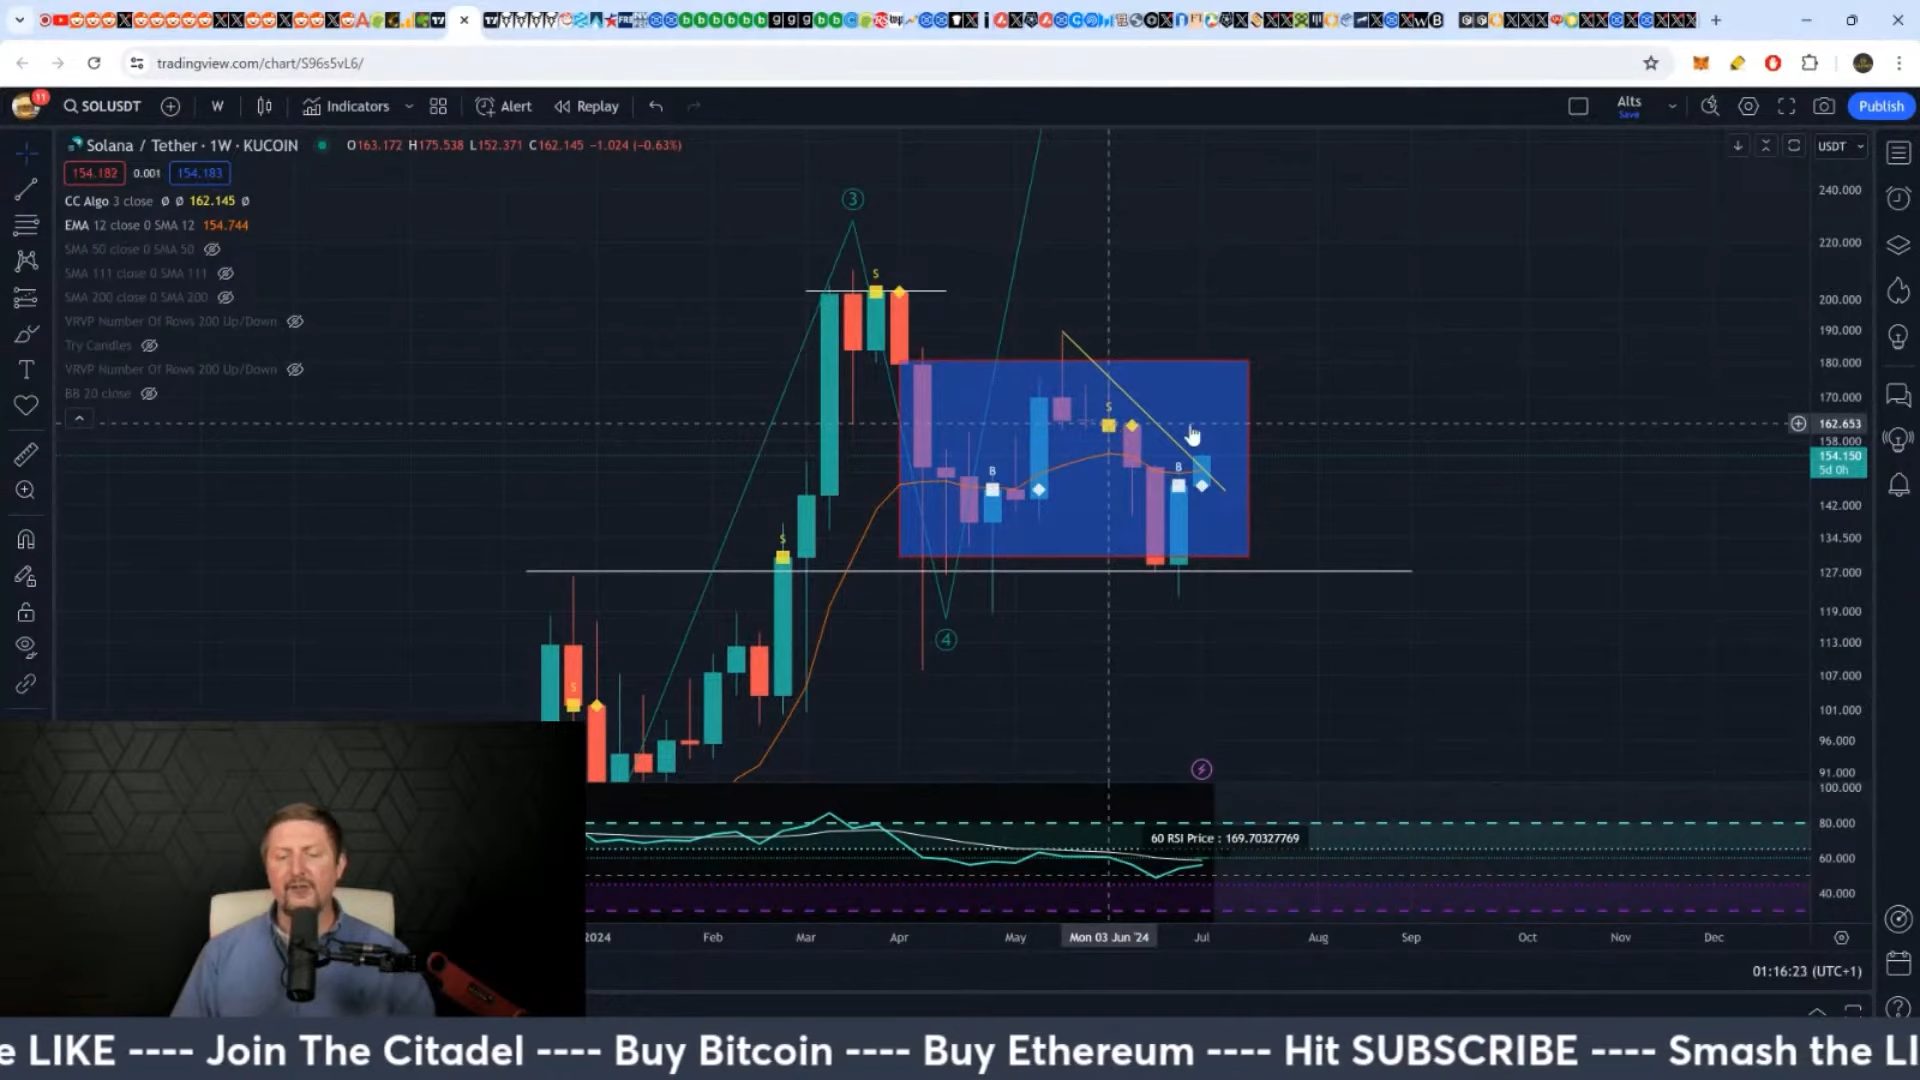 tradingview.com/chart/S96s5vL6/
11
SOLUSDT
W
Indicators
Alert
Replay
Alts
Save
Publish
Solana / Tether · 1W · KUCOIN
O163.172 H175.538 L152.371 C162.145 −1.024 (−0.63%)
USDT
154.182
0.001
154.183
CC Algo 3 close Ø Ø 162.145 Ø
EMA 12 close 0 SMA 12 154.744
SMA 50 close 0 SMA 50
SMA 111 close 0 SMA 111
SMA 200 close 0 SMA 200
VRVP Number Of Rows 200 Up/Down
Try Candles
VRVP Number Of Rows 200 Up/Down
BB 20 close
3
S
S
S
B
B
S
4
240.000
220.000
200.000
190.000
180.000
170.000
162.653
158.000
154.150
5d 0h
142.000
134.500
127.000
119.000
113.000
107.000
101.000
96.000
91.000
100.000
80.000
60.000
40.000
60 RSI Price : 169.70327769
2024
Feb
Mar
Apr
May
Mon 03 Jun '24
Jul
Aug
Sep
Oct
Nov
Dec
01:16:23 (UTC+1)
e LIKE ---- Join The Citadel ---- Buy Bitcoin ---- Buy Ethereum ---- Hit SUBSCRIBE ---- Smash the LI